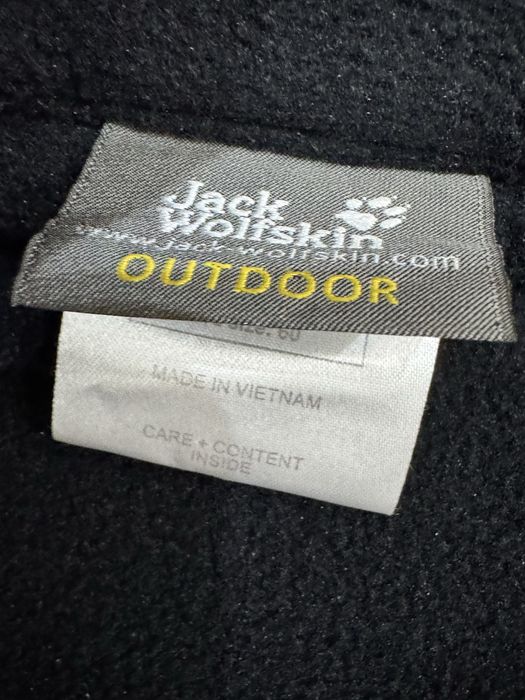 Jack
Wolfskin
www.jack-wolfskin.com
OUTDOOR
MADE IN VIETNAM
CARE + CONTENT
INSIDE